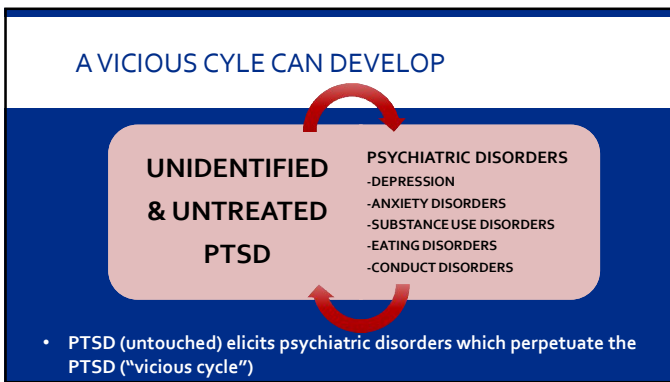 A VICIOUS CYLE CAN DEVELOP
UNIDENTIFIED
& UNTREATED
PTSD
PSYCHIATRIC DISORDERS
-DEPRESSION
-ANXIETY DISORDERS
-SUBSTANCE USE DISORDERS
-EATING DISORDERS
-CONDUCT DISORDERS
• PTSD (untouched) elicits psychiatric disorders which perpetuate the
PTSD (“vicious cycle”)